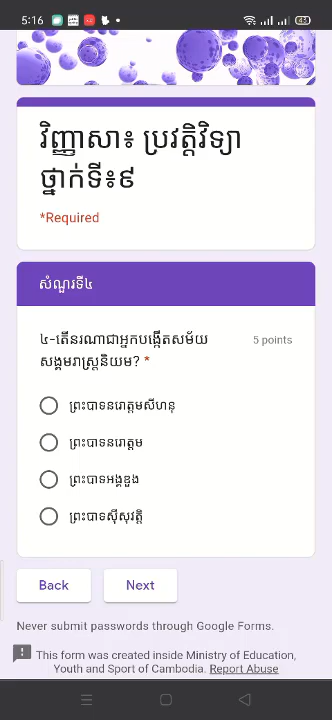 5:16
43
វិញ្ញាសា៖ ប្រវត្តិវិទ្យា
ថ្នាក់ទី៖៩
*Required
សំណួរទី៤
៤-តើនរណាជាអ្នកបង្កើតសម័យ
សង្គមរាស្ត្រនិយម? *
5 points
ព្រះបាទនរោត្តមសីហនុ
ព្រះបាទនរោត្តម
ព្រះបាទអង្គឌួង
ព្រះបាទស៊ីសុវត្តិ
Back
Next
Never submit passwords through Google Forms.
This form was created inside Ministry of Education,
Youth and Sport of Cambodia. Report Abuse